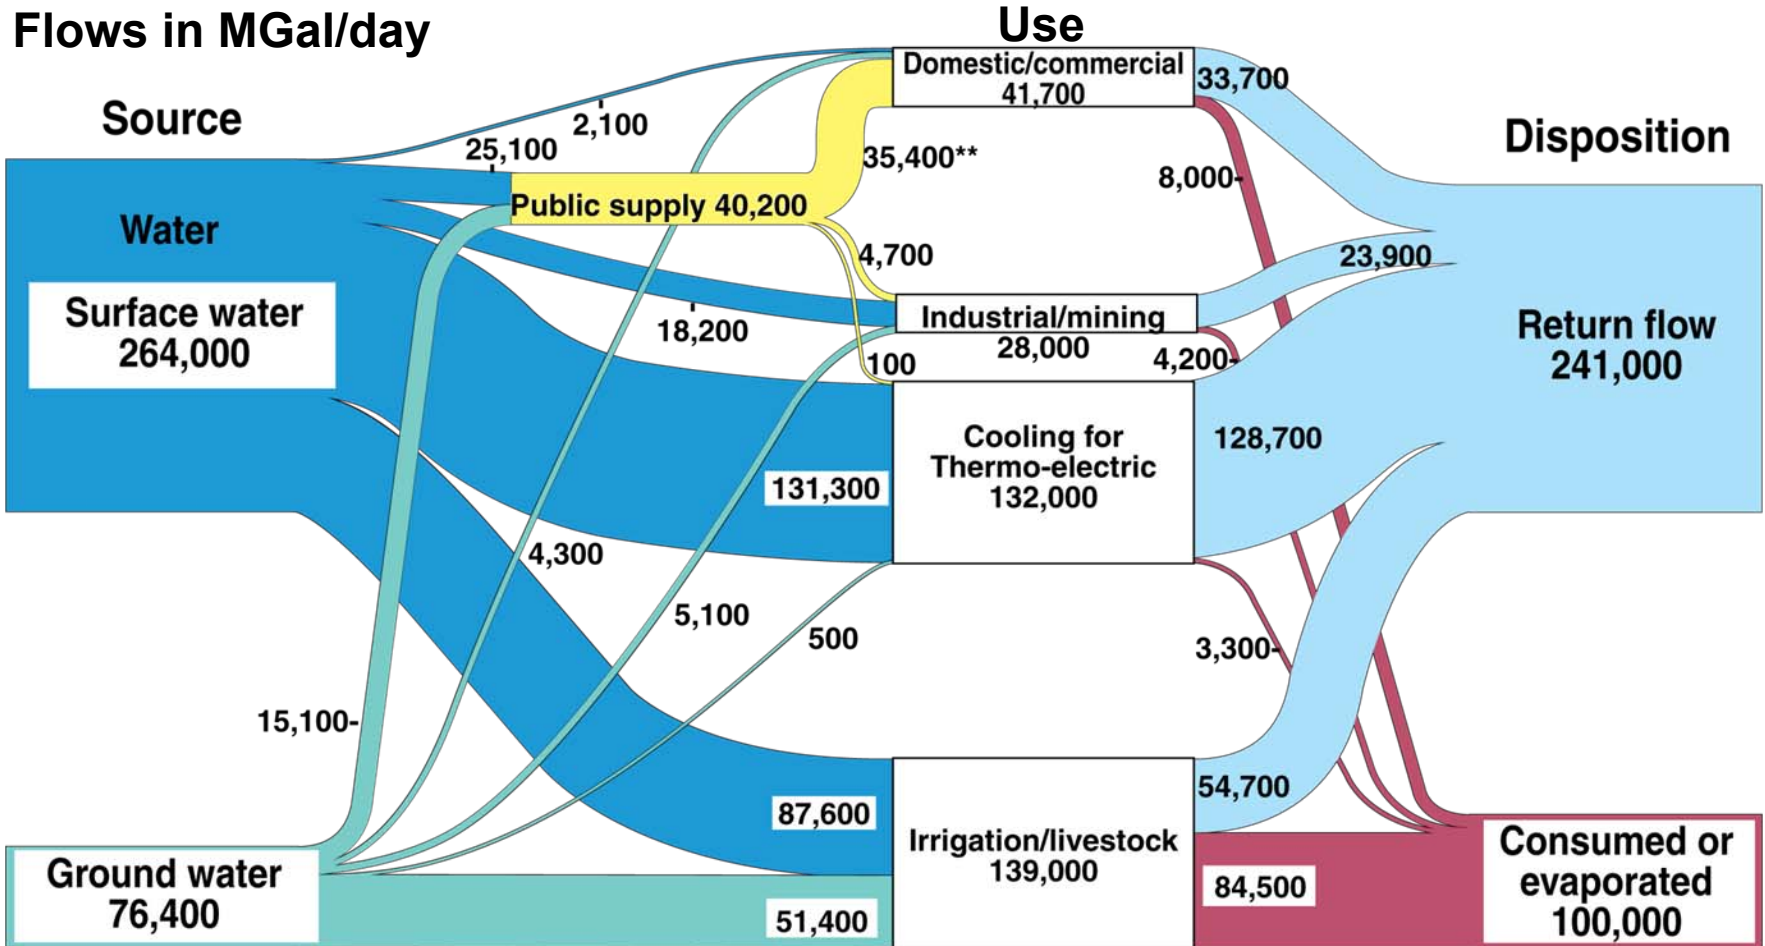 Flows in MGal/day
Use
Source
Disposition
Water
Surface water
264,000
Ground water
76,400
2,100
25,100
Public supply 40,200
35,400**
4,700
18,200
100
131,300
4,300
5,100
500
15,100-
87,600
51,400
Domestic/commercial
41,700
Industrial/mining
28,000
Cooling for
Thermo-electric
132,000
Irrigation/livestock
139,000
33,700
8,000-
23,900
4,200-
128,700
3,300-
54,700
84,500
Return flow
241,000
Consumed or
evaporated
100,000